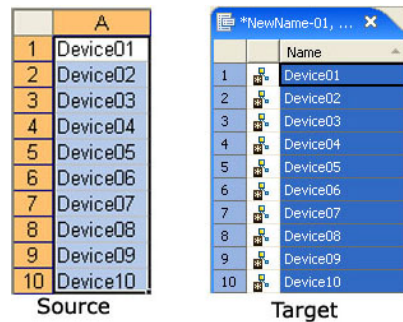 A
1 Device01
2 Device02
3 Device03
4 Device04
5 Device05
6 Device06
7 Device07
8 Device08
9 Device09
10 Device10
Source
*NewName-01, ...
Name
1 Device01
2 Device02
3 Device03
4 Device04
5 Device05
6 Device06
7 Device07
8 Device08
9 Device09
10 Device10
Target